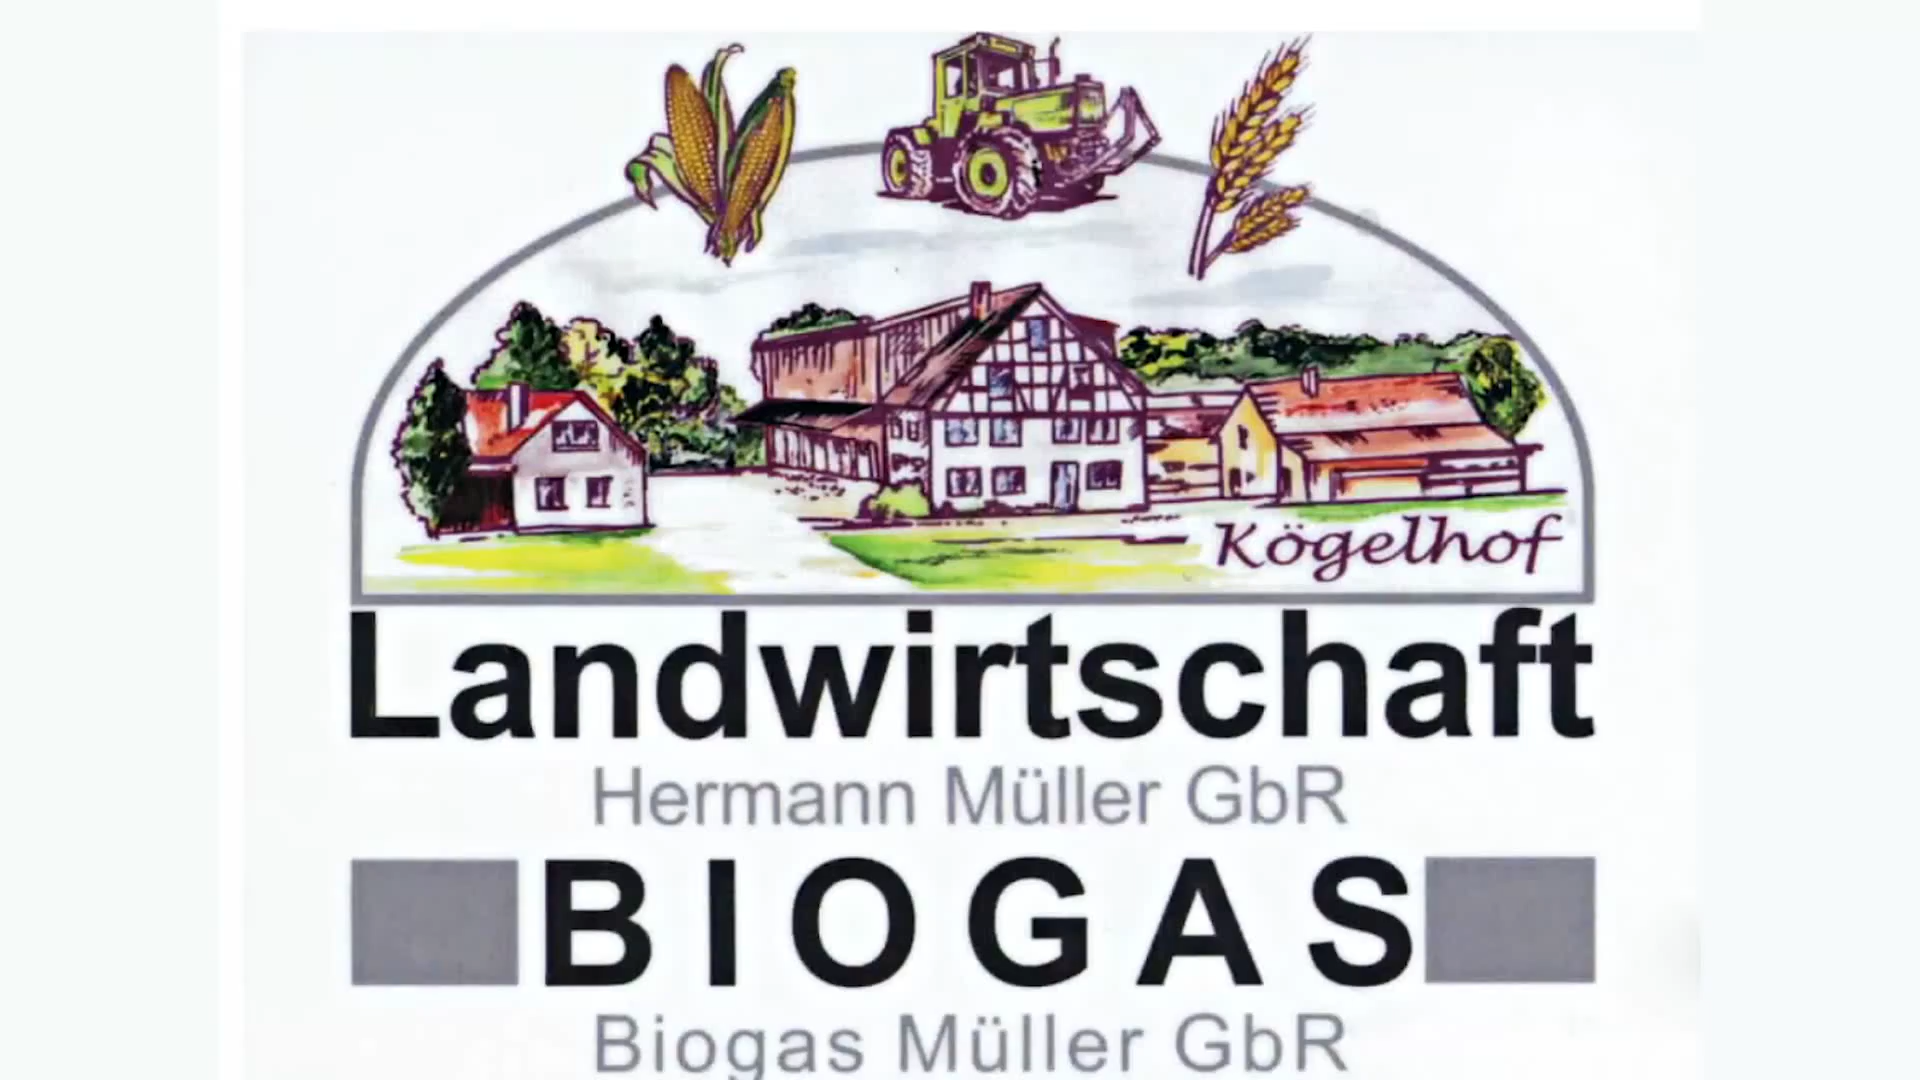 Kögelhof
Landwirtschaft
Hermann Müller GbR
BIOGAS
Biogas Müller GbR